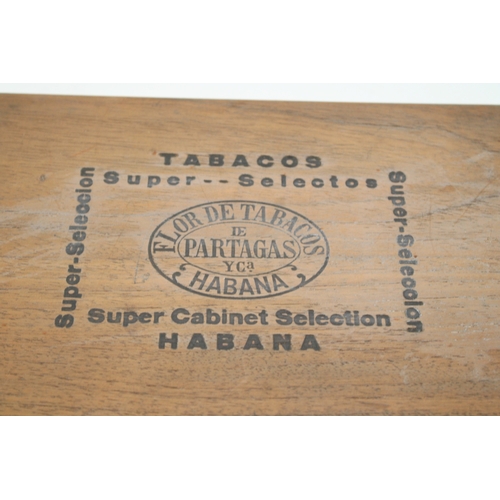 TABACOS
Super--Selectos
Super-Seleccion
FLOR DE TABACOS
DE
PARTAGAS
Y Cª
HABANA
Super-Seleccion
Super Cabinet Selection
HABANA